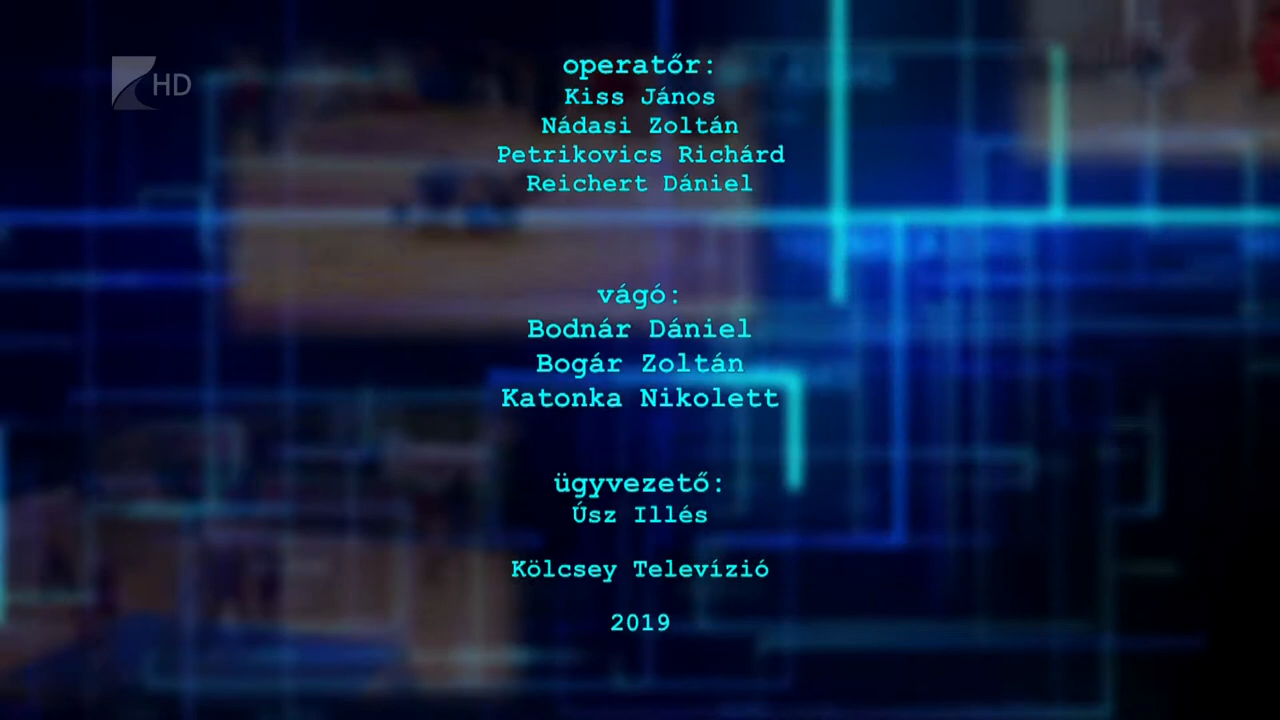 HD
operatőr:
Kiss János
Nádasi Zoltán
Petrikovics Richárd
Reichert Dániel
vágó:
Bodnár Dániel
Bogár Zoltán
Katonka Nikolett
ügyvezető:
Úsz Illés
Kölcsey Televízió
2019